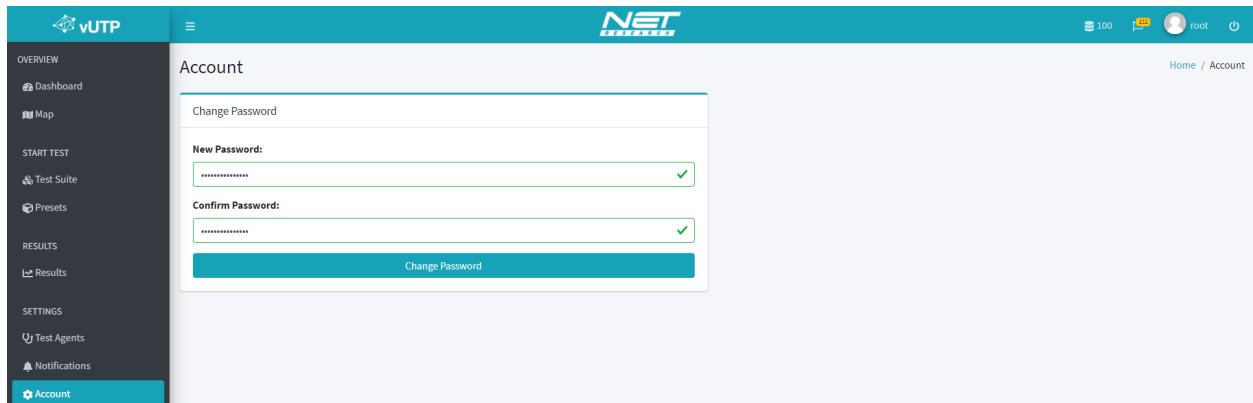 vUTP
NET
RESEARCH
100
root
OVERVIEW
Dashboard
Map
START TEST
Test Suite
Presets
RESULTS
Results
SETTINGS
Test Agents
Notifications
Account
Account
Home / Account
Change Password
New Password:
••••••••••••••
Confirm Password:
••••••••••••••
Change Password